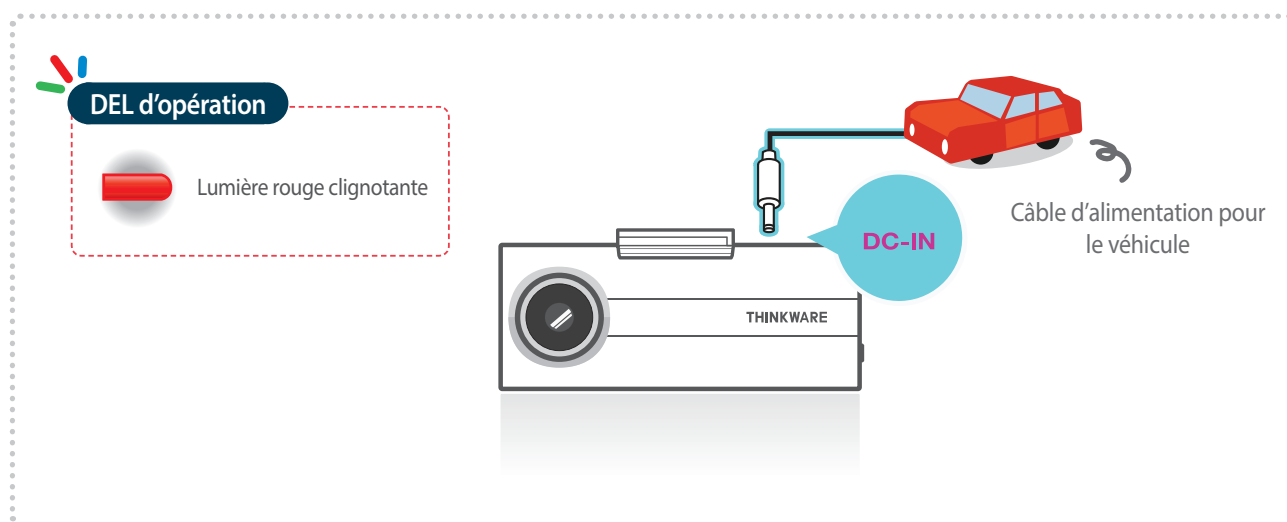 DEL d’opération
Lumière rouge clignotante
DC-IN
THINKWARE
Câble d’alimentation pour
le véhicule